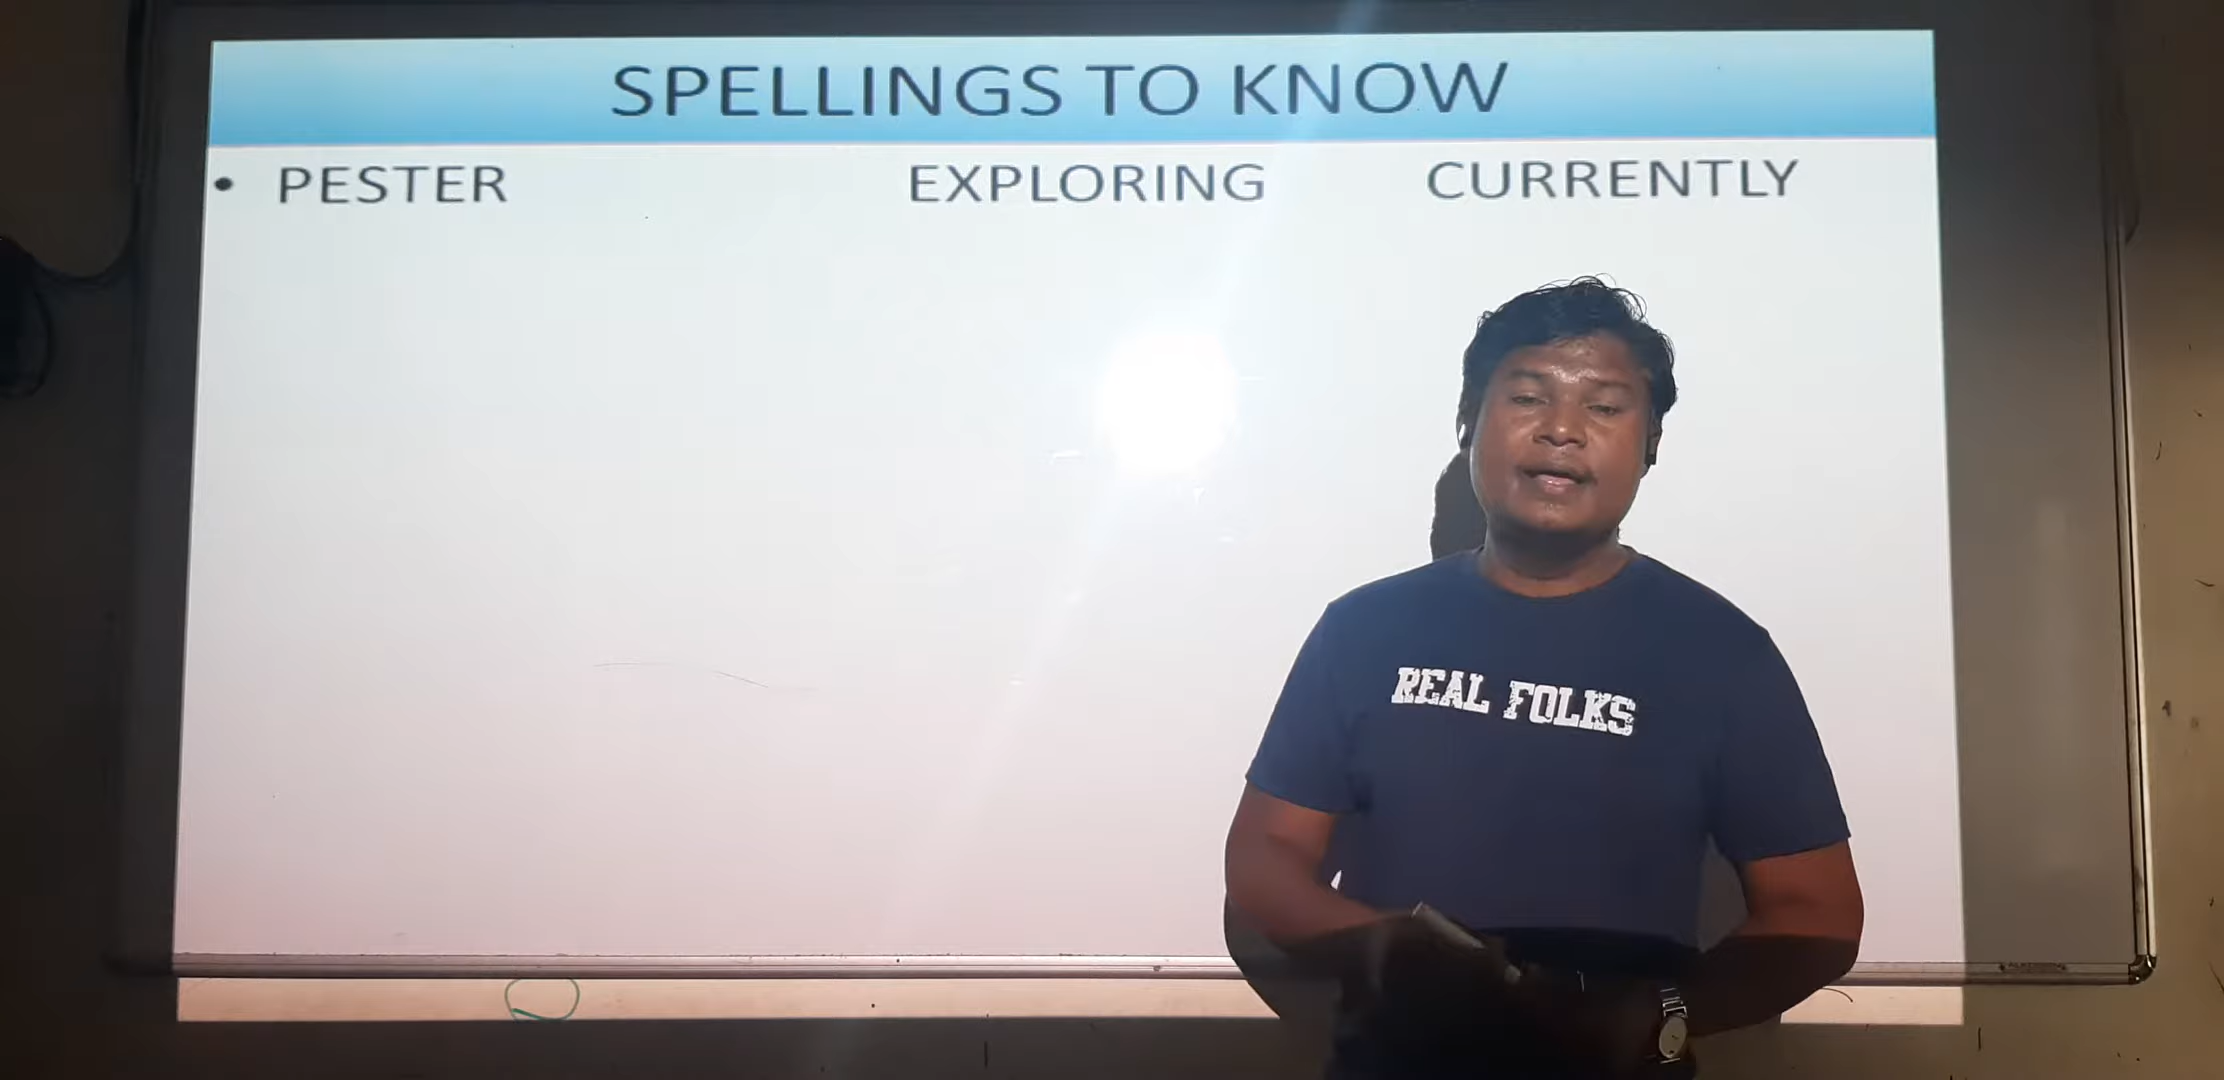 SPELLINGS TO KNOW
• PESTER EXPLORING CURRENTLY
REAL FOLKS